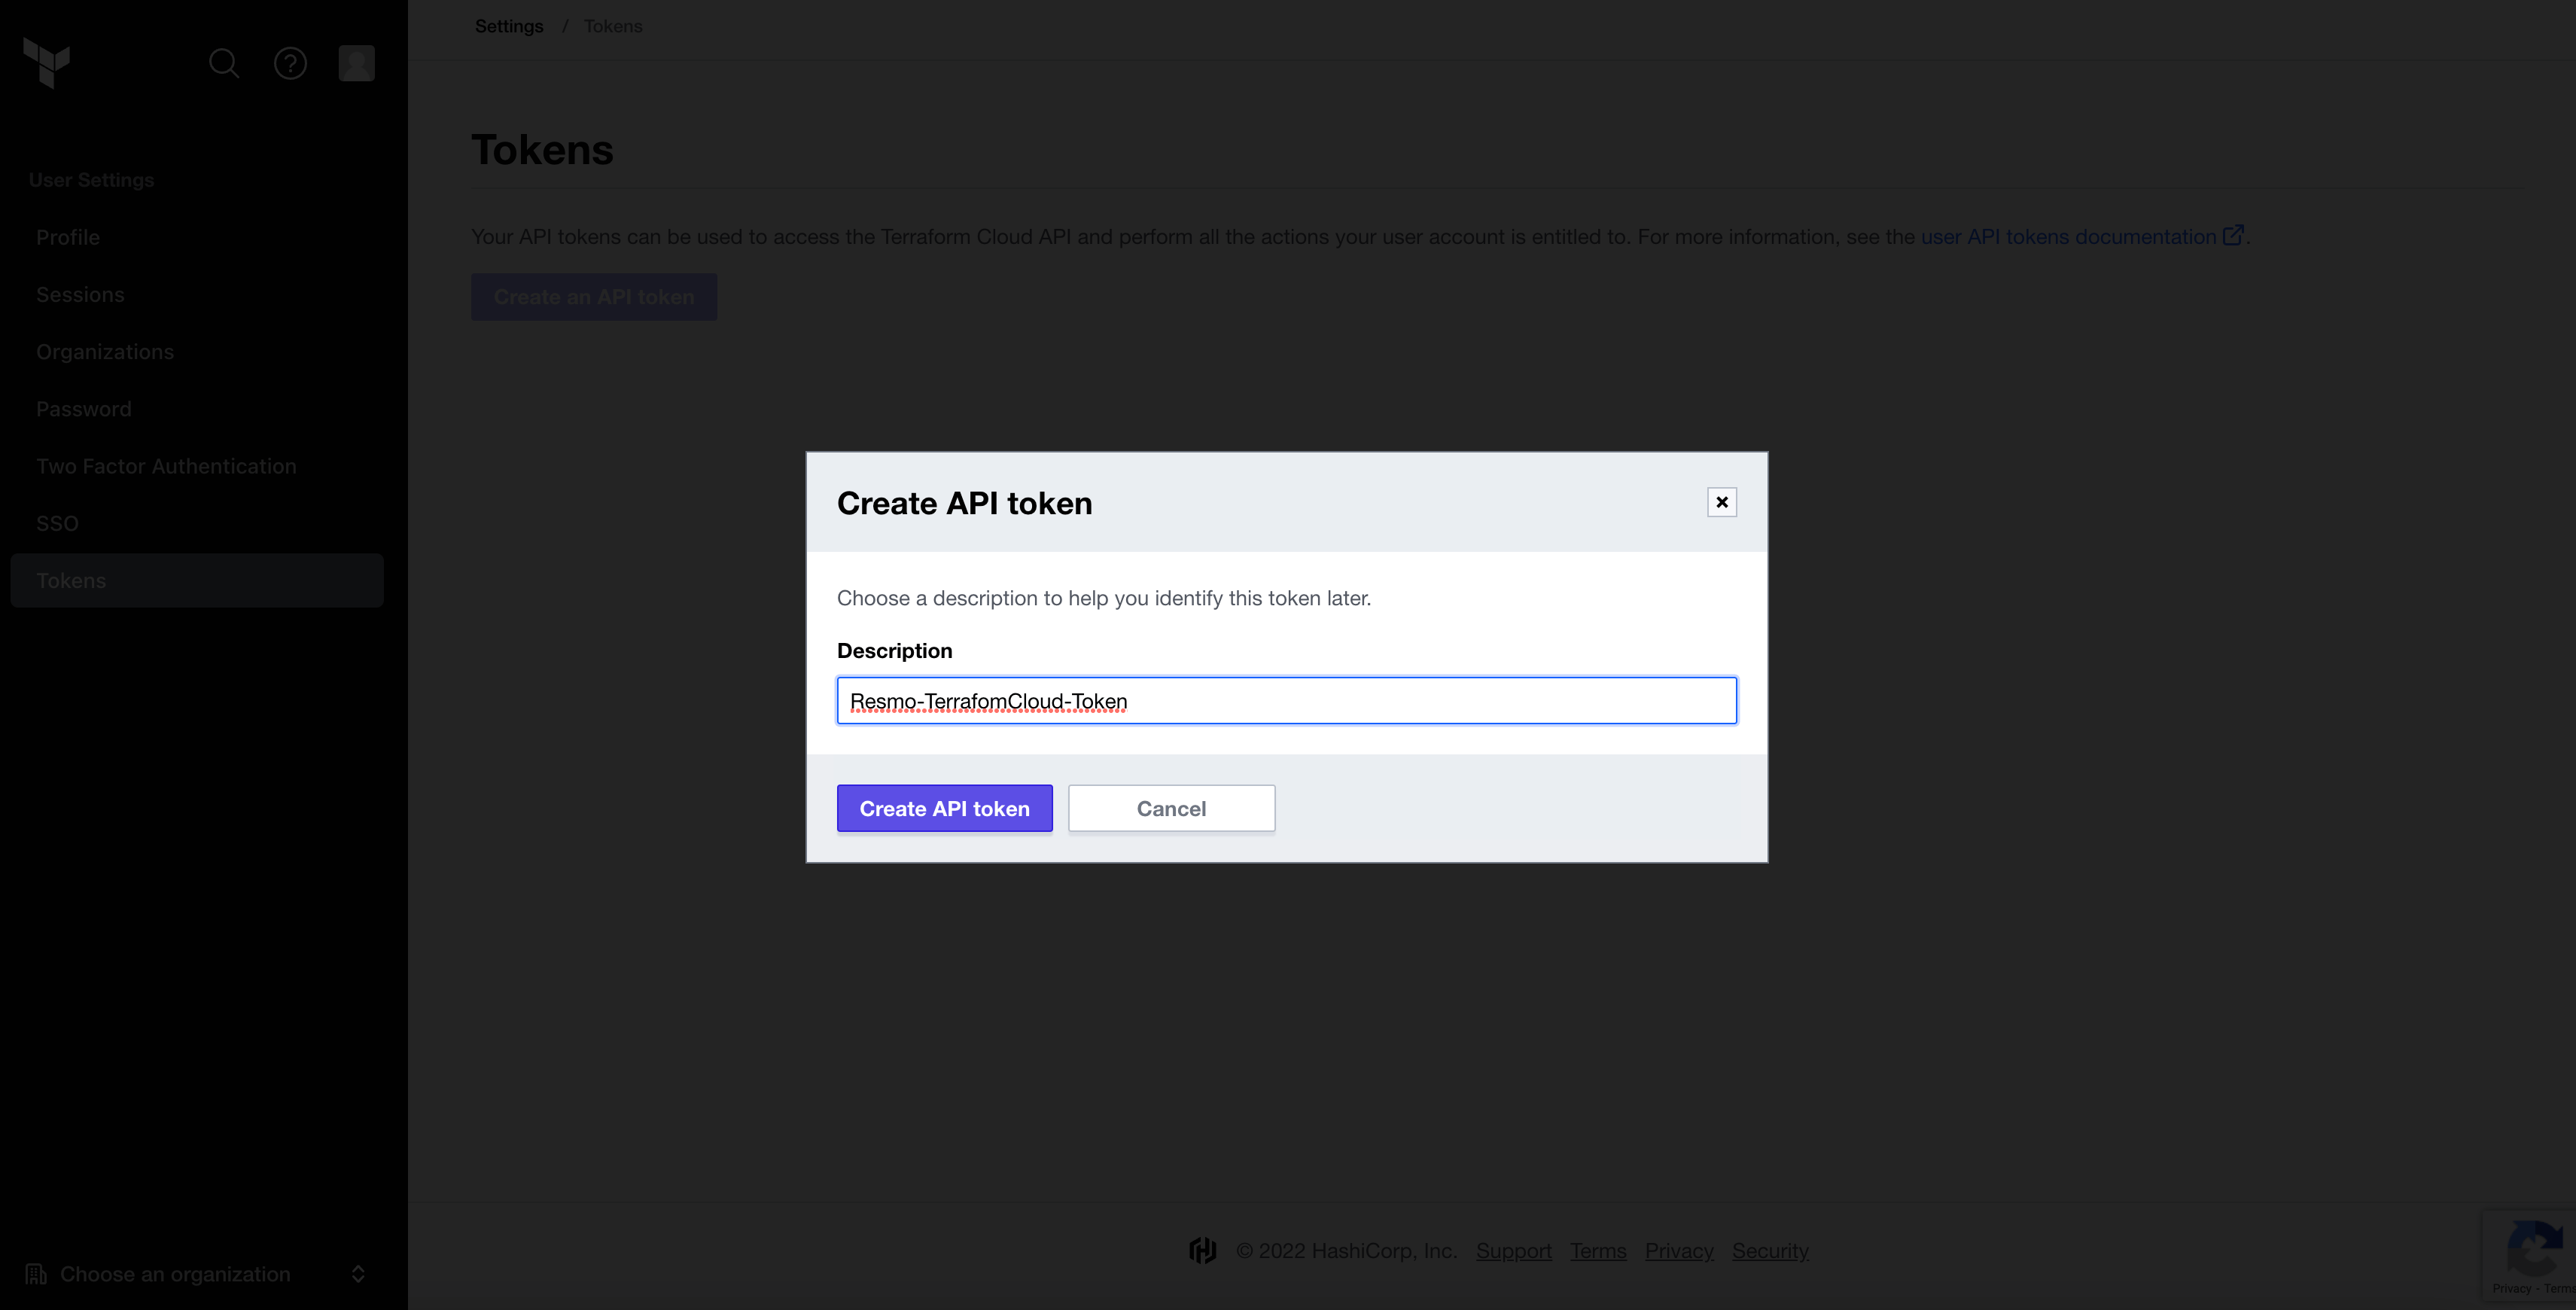 Settings / Tokens
User Settings
Profile
Sessions
Organizations
Password
Two Factor Authentication
SSO
Tokens
Choose an organization
Tokens
Your API tokens can be used to access the Terraform Cloud API and perform all the actions your user account is entitled to. For more information, see the user API tokens documentation.
Create an API token
Create API token
Choose a description to help you identify this token later.
Description
Resmo-TerrafomCloud-Token
Create API token
Cancel
© 2022 HashiCorp, Inc. Support Terms Privacy Security
Privacy - Term